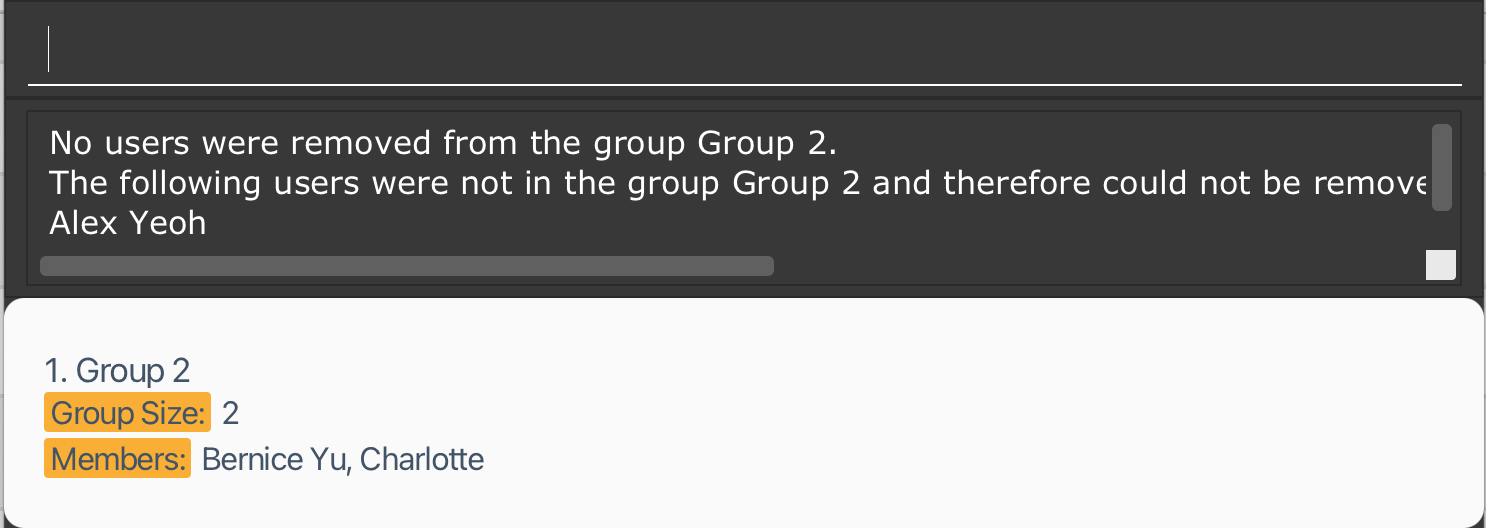 No users were removed from the group Group 2.
The following users were not in the group Group 2 and therefore could not be remove
Alex Yeoh
1. Group 2
Group Size: 2
Members: Bernice Yu, Charlotte